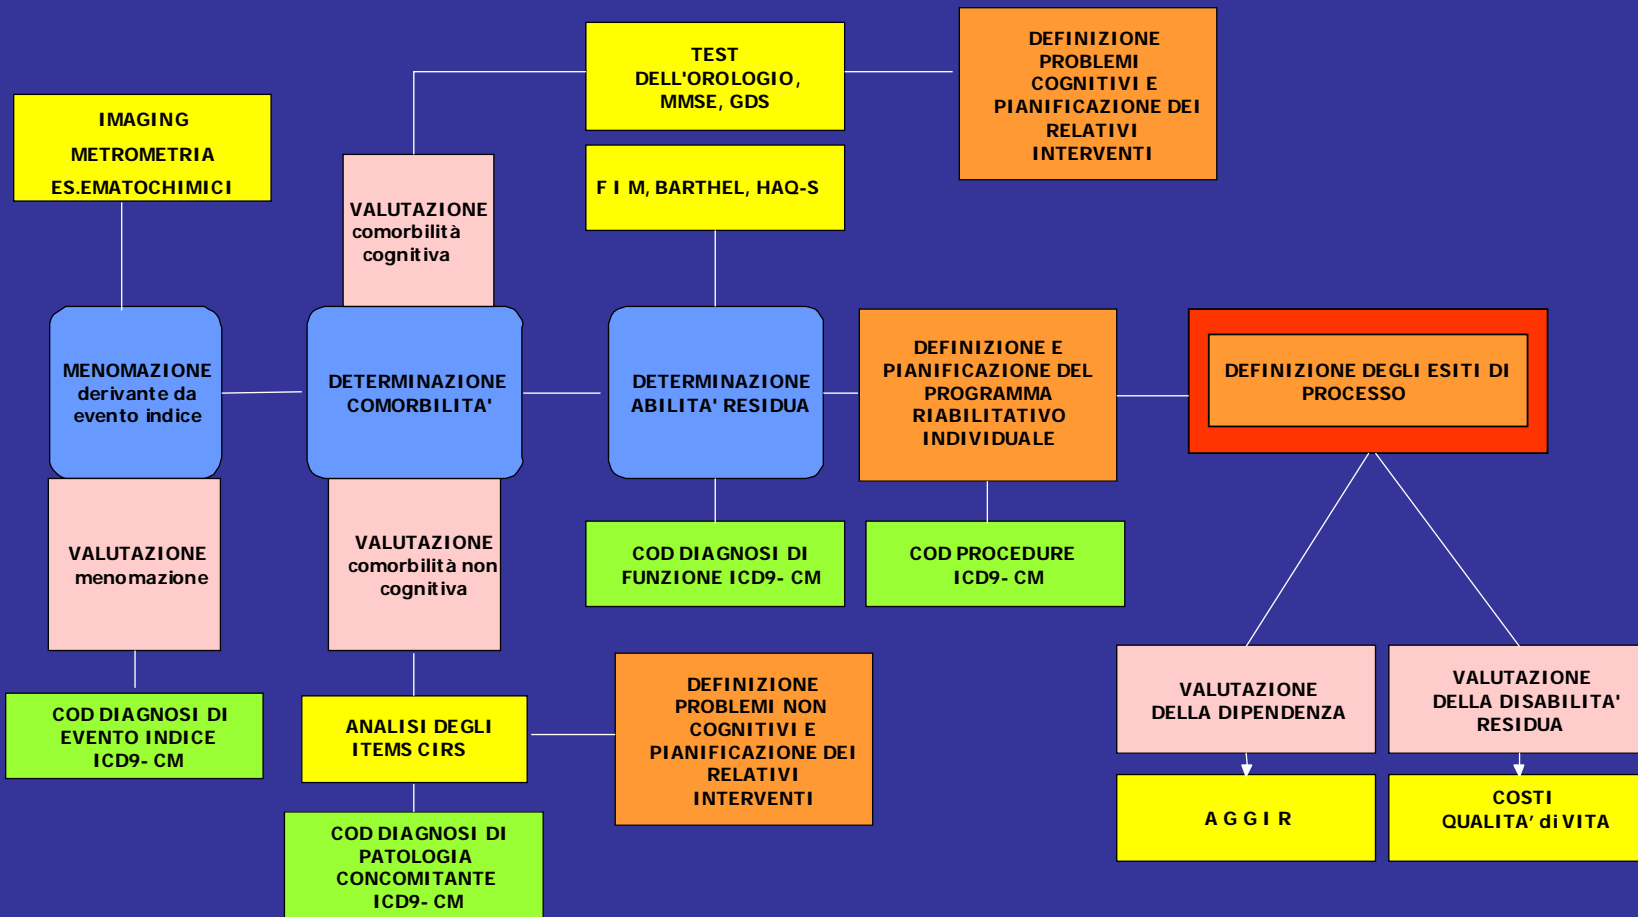 TEST
DELL'OROLOGIO,
MMSE, GDS
DEFINIZIONE
PROBLEMI
COGNITIVI E
PIANIFICAZIONE DEI
RELATIVI
INTERVENTI
IMAGING
METROMETRIA
ES.EMATOCHIMICI
VALUTAZIONE
comorbilità
cognitiva
F I M, BARTHEL, HAQ-S
MENOMAZIONE
derivante da
evento indice
DETERMINAZIONE
COMORBILITA'
DETERMINAZIONE
ABILITA' RESIDUA
DEFINIZIONE E
PIANIFICAZIONE DEL
PROGRAMMA
RIABILITATIVO
INDIVIDUALE
DEFINIZIONE DEGLI ESITI DI
PROCESSO
VALUTAZIONE
menomazione
VALUTAZIONE
comorbilità non
cognitiva
COD DIAGNOSI DI
FUNZIONE ICD9- CM
COD PROCEDURE
ICD9- CM
COD DIAGNOSI DI
EVENTO INDICE
ICD9- CM
ANALISI DEGLI
ITEMS CIRS
DEFINIZIONE
PROBLEMI NON
COGNITIVI E
PIANIFICAZIONE DEI
RELATIVI
INTERVENTI
VALUTAZIONE
DELLA DIPENDENZA
VALUTAZIONE
DELLA DISABILITA'
RESIDUA
COD DIAGNOSI DI
PATOLOGIA
CONCOMITANTE
ICD9- CM
A G G I R
COSTI
QUALITA' di VITA